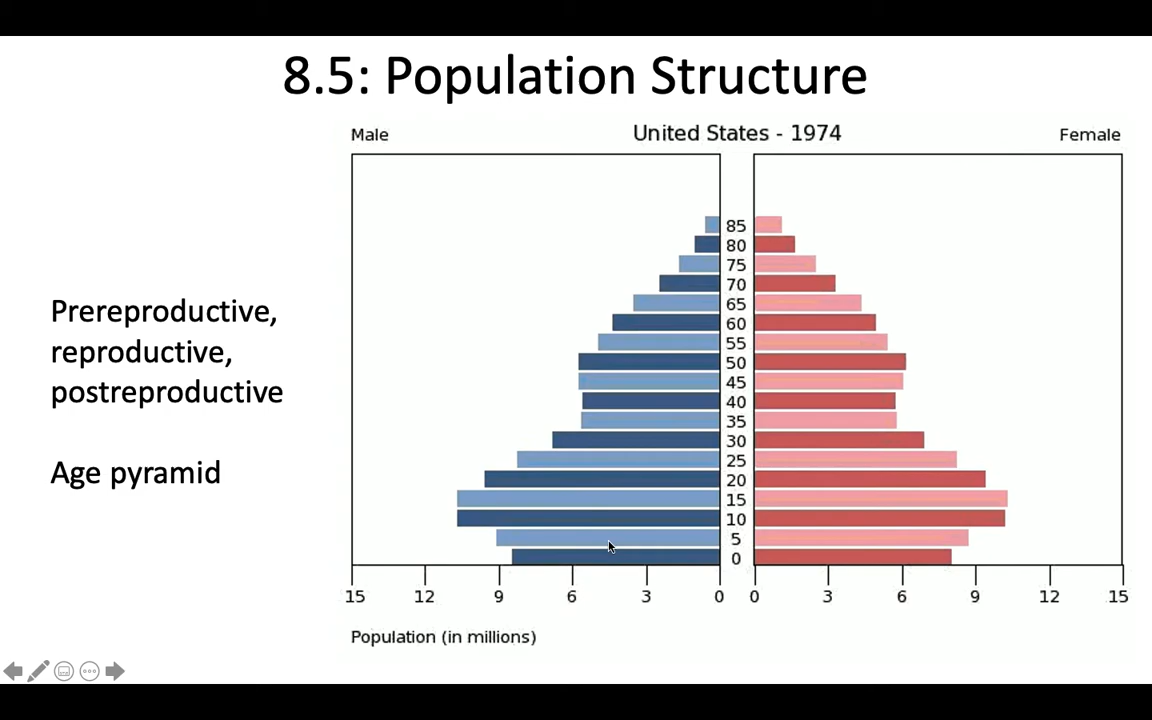 8.5: Population Structure
Male
United States - 1974
Female
Prereproductive,
reproductive,
postreproductive
Age pyramid
85
80
75
70
65
60
55
50
45
40
35
30
25
20
15
10
5
0
15 12 9 6 3 0 0 3 6 9 12 15
Population (in millions)